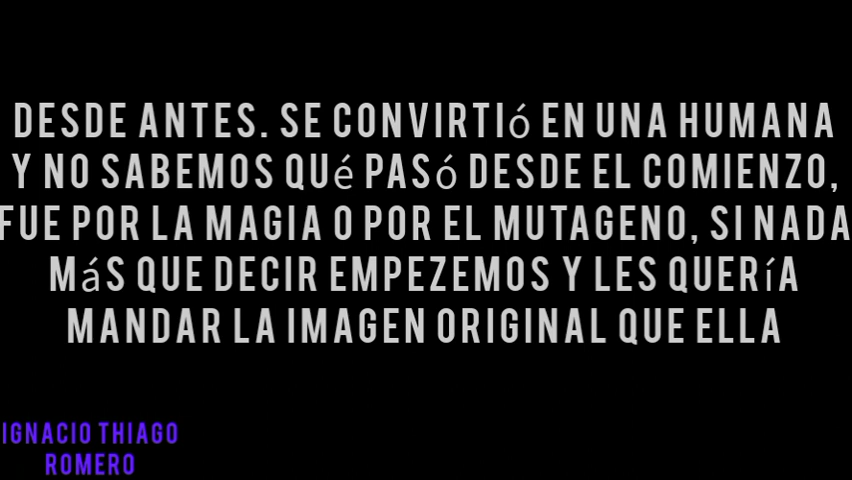 DESDE ANTES. SE CONVIRTIÓ EN UNA HUMANA
Y NO SABEMOS QUÉ PASÓ DESDE EL COMIENZO,
FUE POR LA MAGIA O POR EL MUTAGENO, SI NADA
MÁS QUE DECIR EMPEZEMOS Y LES QUERÍA
MANDAR LA IMAGEN ORIGINAL QUE ELLA
IGNACIO THIAGO
ROMERO